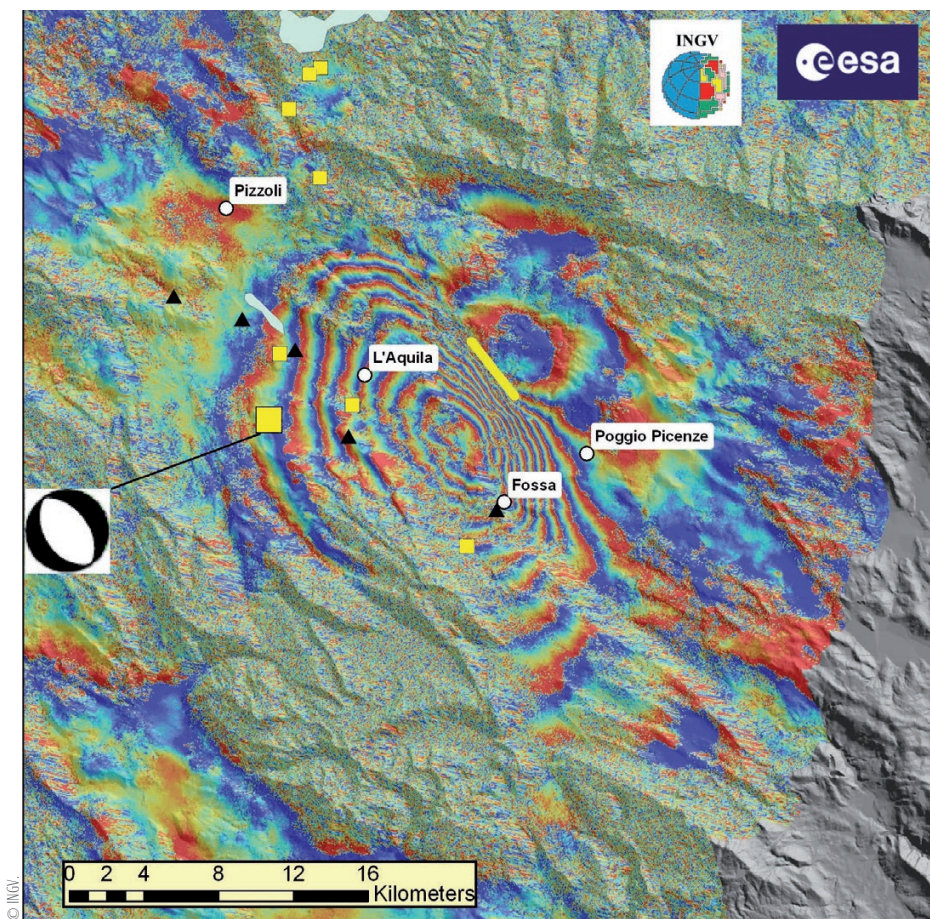 INGV
esa
Pizzoli
L'Aquila
Poggio Picenze
Fossa
0 2 4 8 12 16
Kilometers
© INGV.